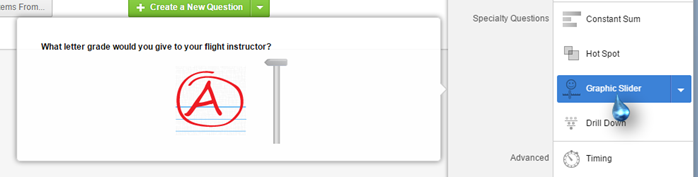 ems From...
+ Create a New Question
Specialty Questions
Constant Sum
What letter grade would you give to your flight instructor?
A
Hot Spot
Graphic Slider
Drill Down
Advanced
Timing